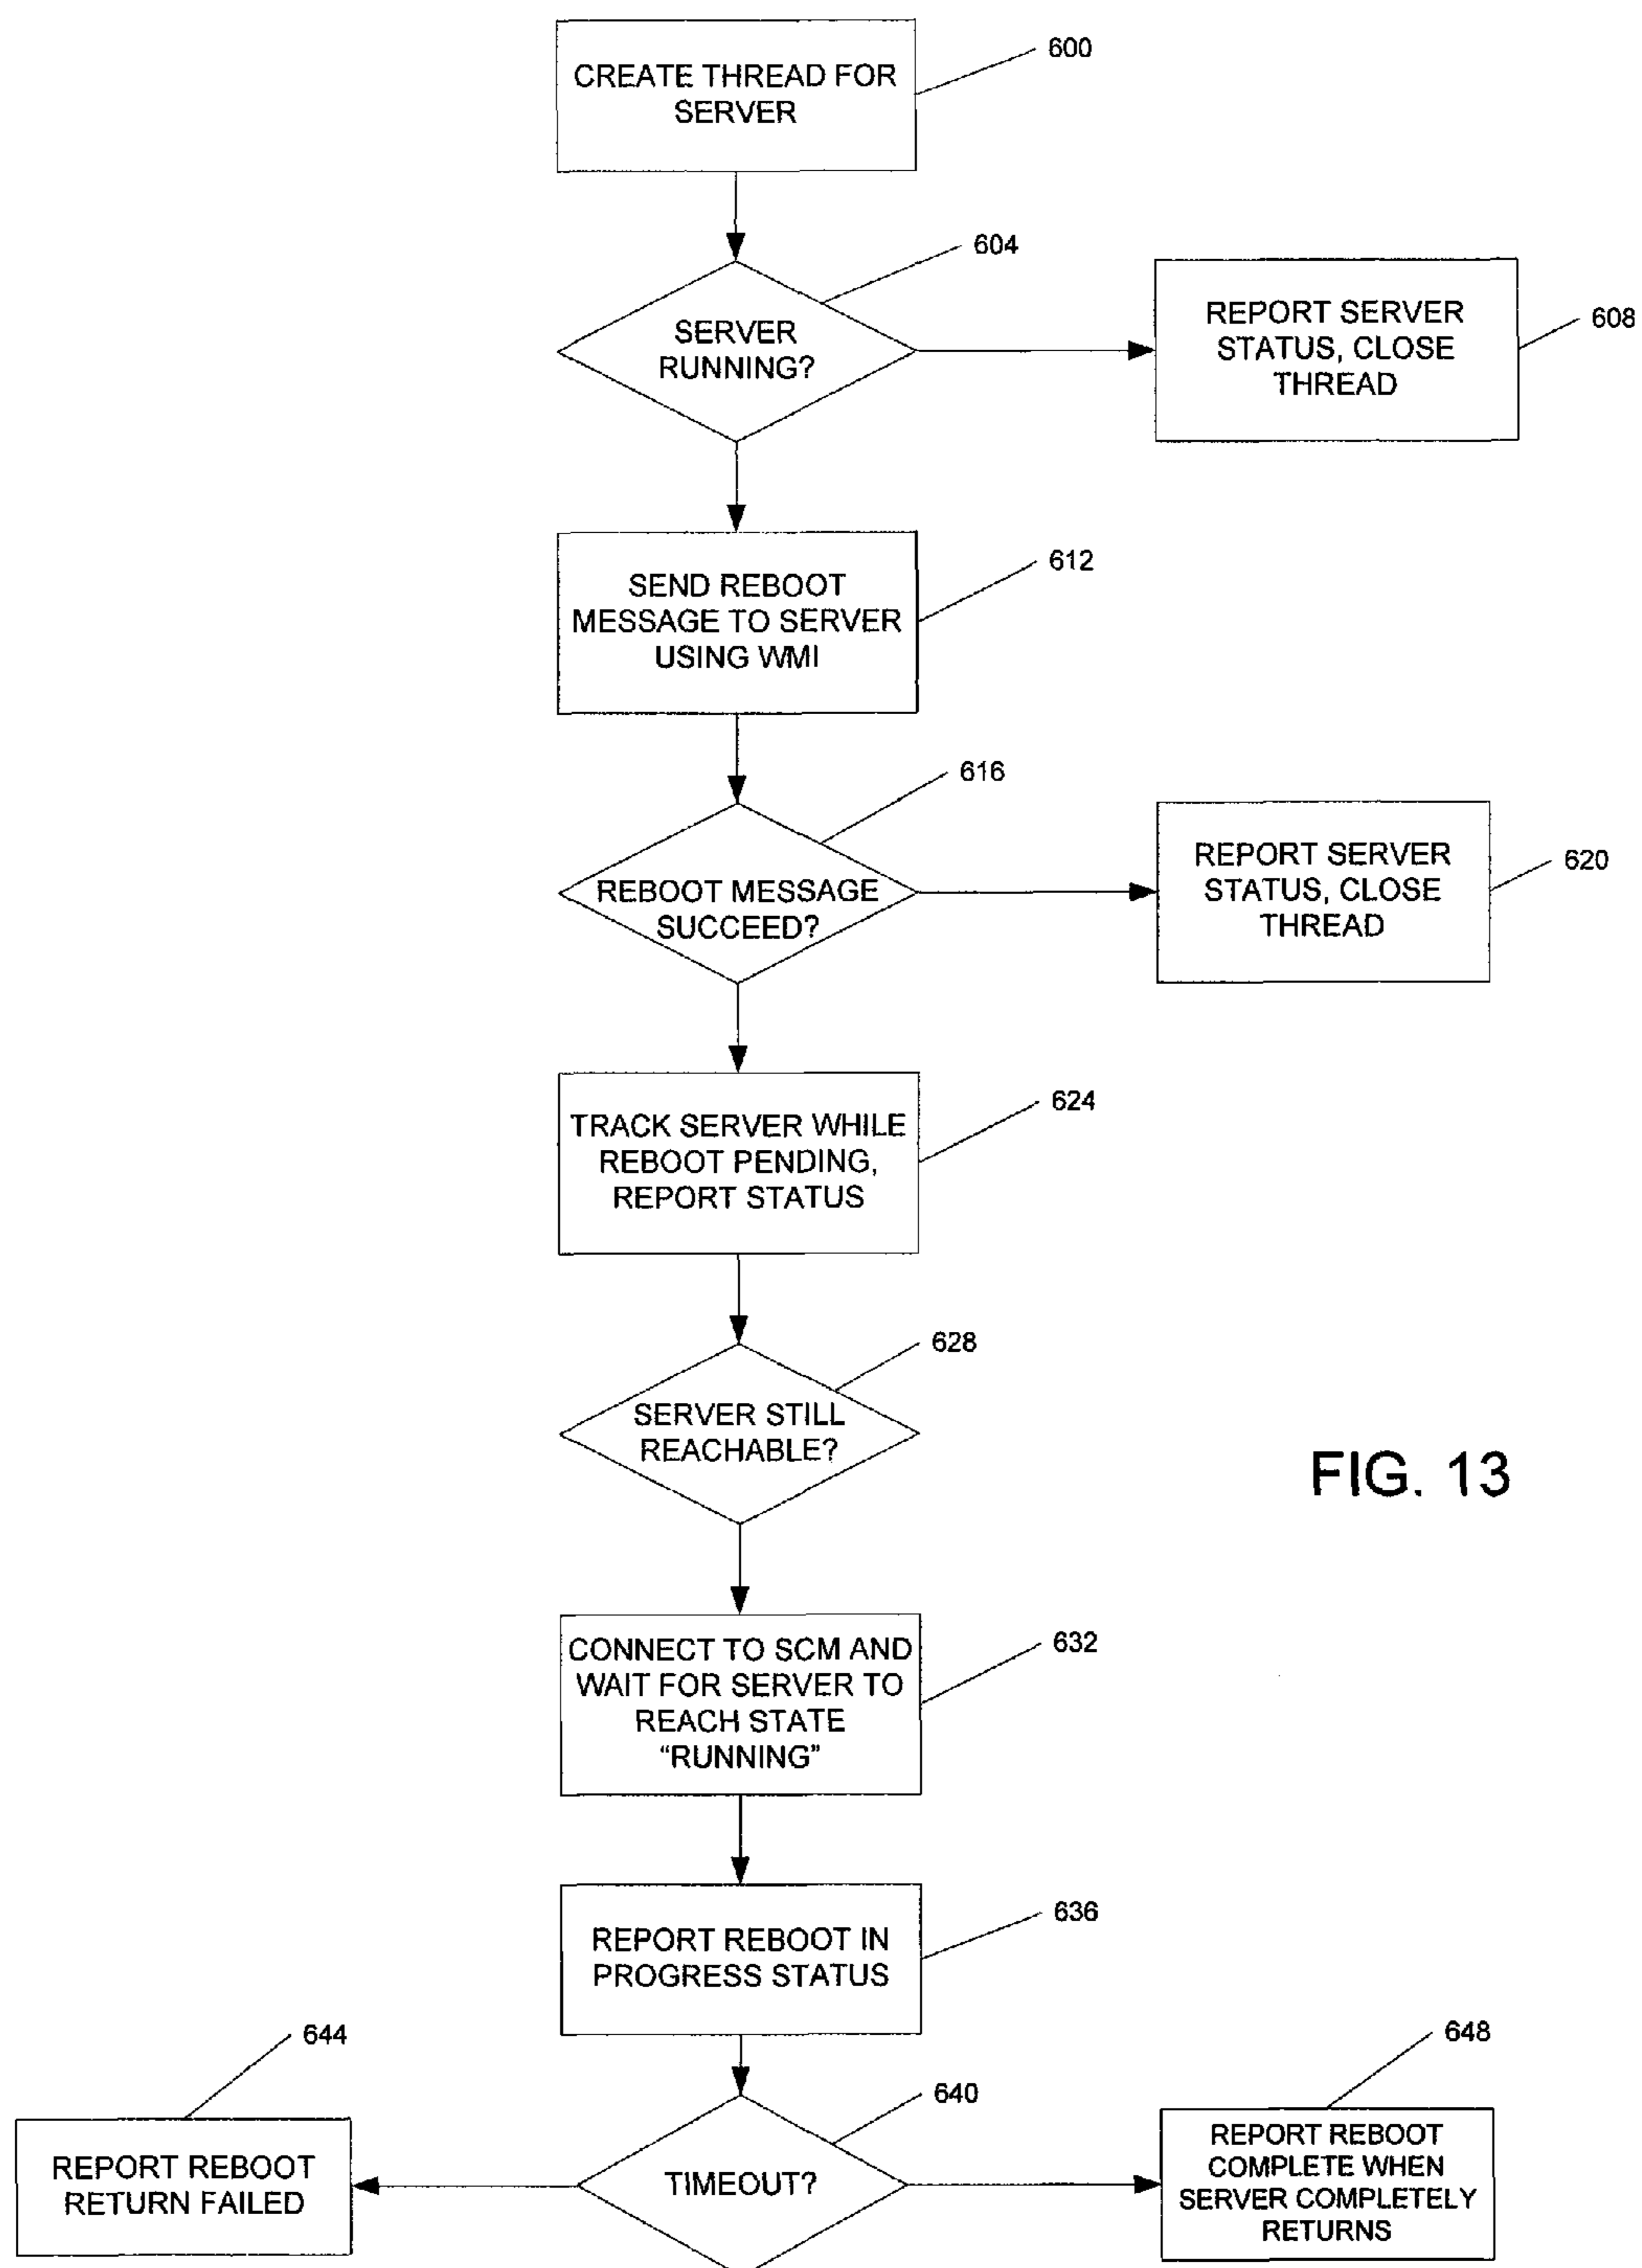 600
CREATE THREAD FOR
SERVER
604
SERVER
RUNNING?
REPORT SERVER
STATUS, CLOSE
THREAD
608
612
SEND REBOOT
MESSAGE TO SERVER
USING WMI
616
REBOOT MESSAGE
SUCCEED?
REPORT SERVER
STATUS, CLOSE
THREAD
620
624
TRACK SERVER WHILE
REBOOT PENDING,
REPORT STATUS
628
SERVER STILL
REACHABLE?
FIG. 13
632
CONNECT TO SCM AND
WAIT FOR SERVER TO
REACH STATE
“RUNNING”
636
REPORT REBOOT IN
PROGRESS STATUS
644
REPORT REBOOT
RETURN FAILED
640
TIMEOUT?
648
REPORT REBOOT
COMPLETE WHEN
SERVER COMPLETELY
RETURNS